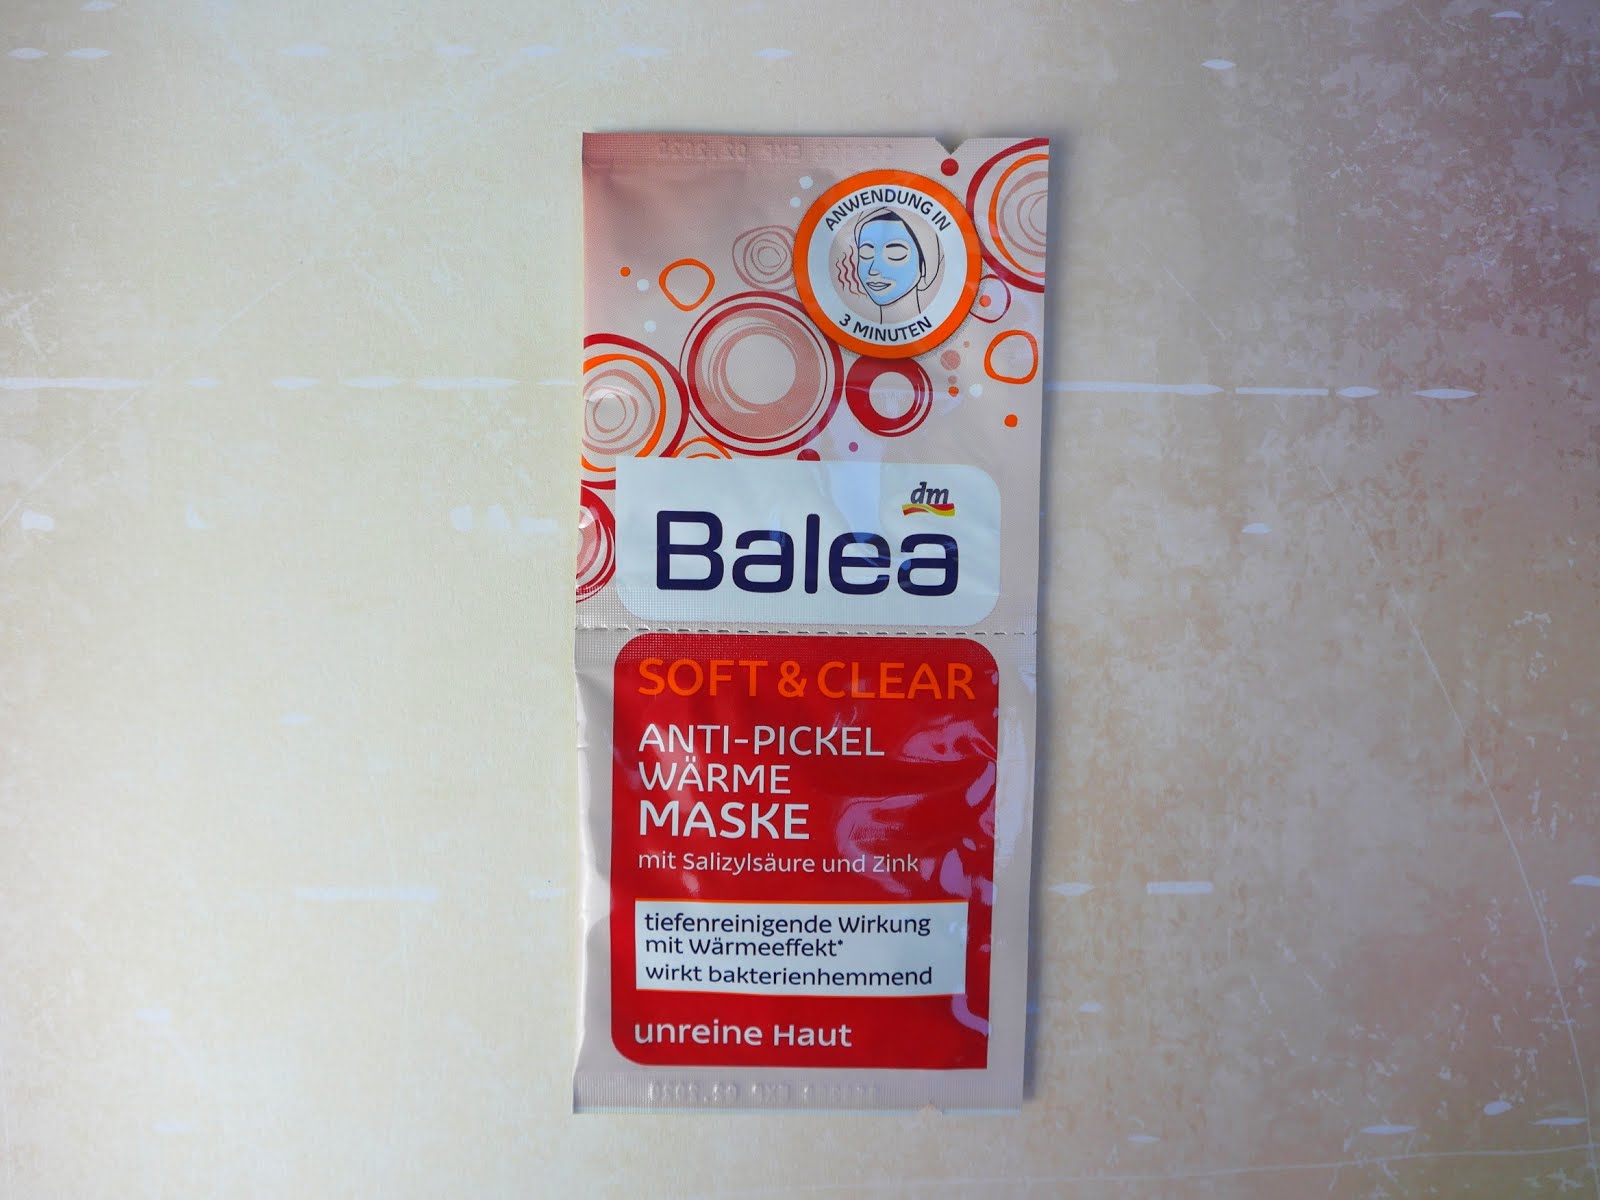 ANWENDUNG IN
3 MINUTEN
dm
Balea
SOFT & CLEAR
ANTI-PICKEL
WÄRME
MASKE
mit Salizylsäure und Zink
tiefenreinigende Wirkung
mit Wärmeeffekt*
wirkt bakterienhemmend
unreine Haut